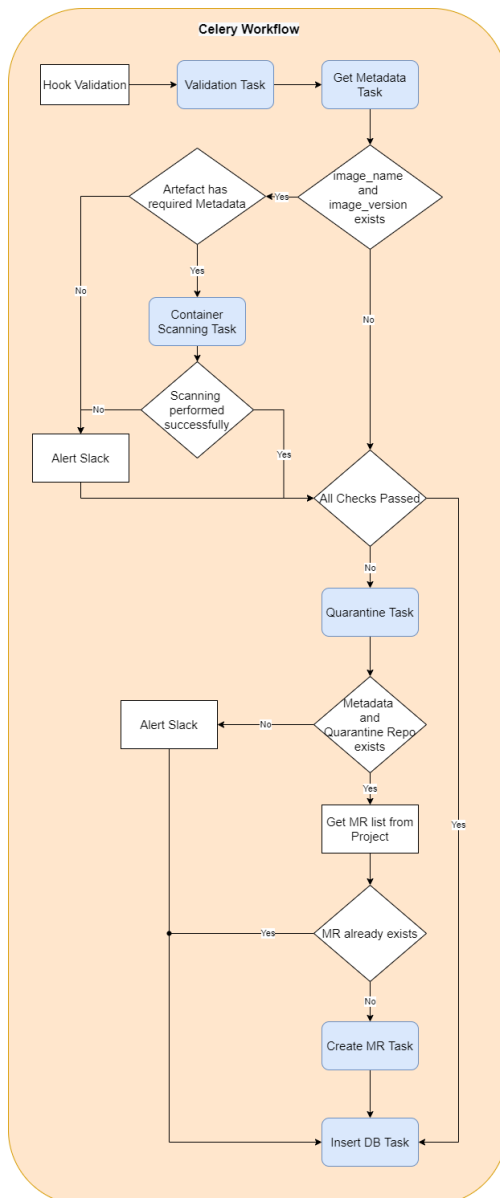 Celery Workflow
Hook Validation
Validation Task
Get Metadata
Task
Artefact has
required Metadata
Yes
image_name
and
image_version
exists
Yes
No
No
Container
Scanning Task
Scanning
performed
successfully
No
Alert Slack
Yes
All Checks Passed
No
Quarantine Task
Alert Slack
No
Metadata
and
Quarantine Repo
exists
Yes
Get MR list from
Project
Yes
MR already exists
Yes
No
Create MR Task
Insert DB Task